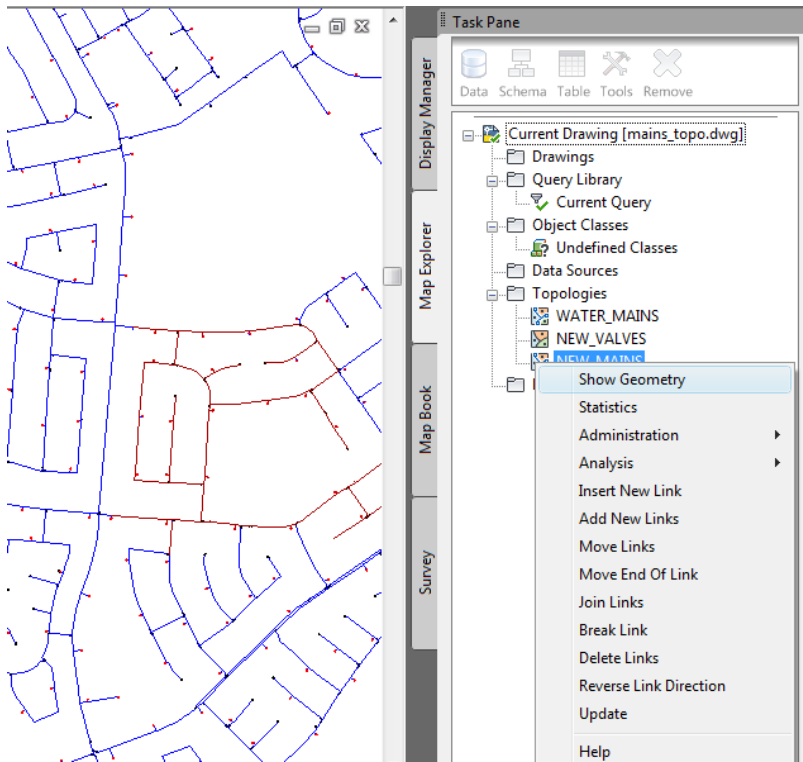 Task Pane
Data Schema Table Tools Remove
Display Manager
Map Explorer
Map Book
Survey
Current Drawing [mains_topo.dwg]
Drawings
Query Library
Current Query
Object Classes
Undefined Classes
Data Sources
Topologies
WATER_MAINS
NEW_VALVES
NEW_MAINS
Show Geometry
Statistics
Administration
Analysis
Insert New Link
Add New Links
Move Links
Move End Of Link
Join Links
Break Link
Delete Links
Reverse Link Direction
Update
Help